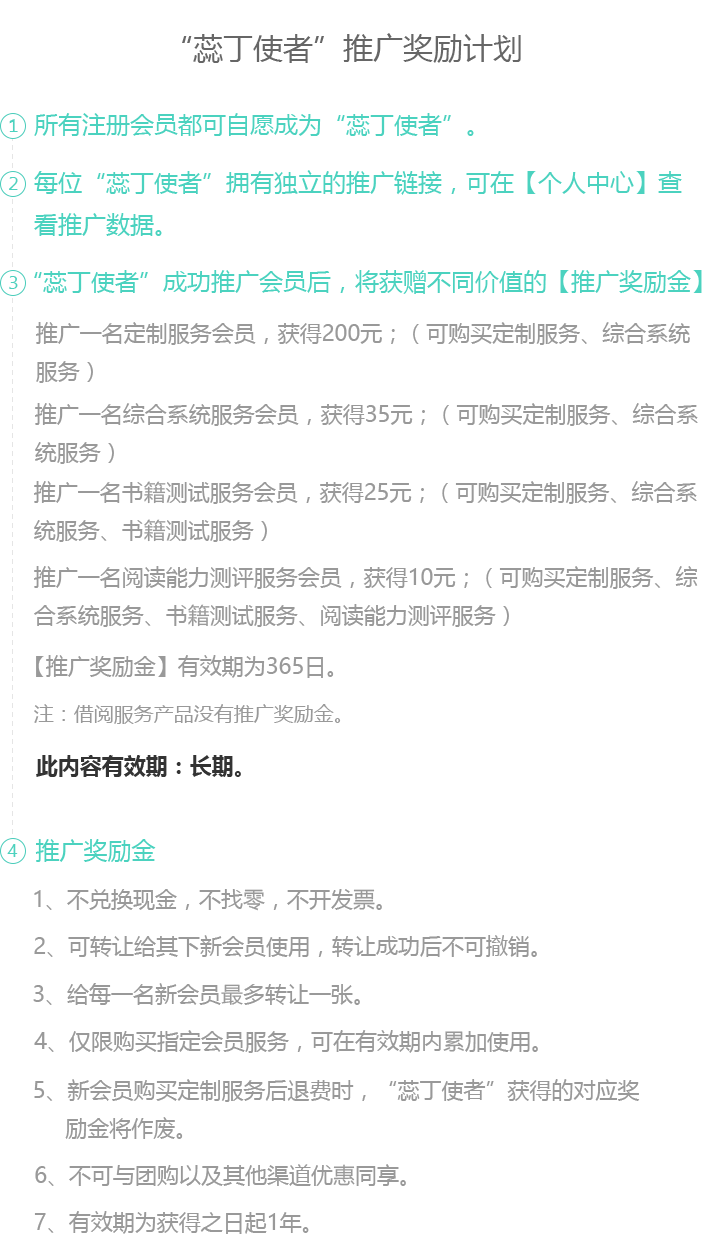 “蕊丁使者”推广奖励计划
① 所有注册会员都可自愿成为“蕊丁使者”。
② 每位“蕊丁使者”拥有独立的推广链接，可在【个人中心】查
看推广数据。
③ “蕊丁使者”成功推广会员后，将获赠不同价值的【推广奖励金】
推广一名定制服务会员，获得200元；（可购买定制服务、综合系统
服务）
推广一名综合系统服务会员，获得35元；（可购买定制服务、综合系
统服务）
推广一名书籍测试服务会员，获得25元；（可购买定制服务、综合系
统服务、书籍测试服务）
推广一名阅读能力测评服务会员，获得10元；（可购买定制服务、综
合系统服务、书籍测试服务、阅读能力测评服务）
【推广奖励金】有效期为365日。
注：借阅服务产品没有推广奖励金。
此内容有效期：长期。
④ 推广奖励金
1、不兑换现金，不找零，不开发票。
2、可转让给其下新会员使用，转让成功后不可撤销。
3、给每一名新会员最多转让一张。
4、仅限购买指定会员服务，可在有效期内累加使用。
5、新会员购买定制服务后退费时，“蕊丁使者”获得的对应奖
励金将作废。
6、不可与团购以及其他渠道优惠同享。
7、有效期为获得之日起1年。